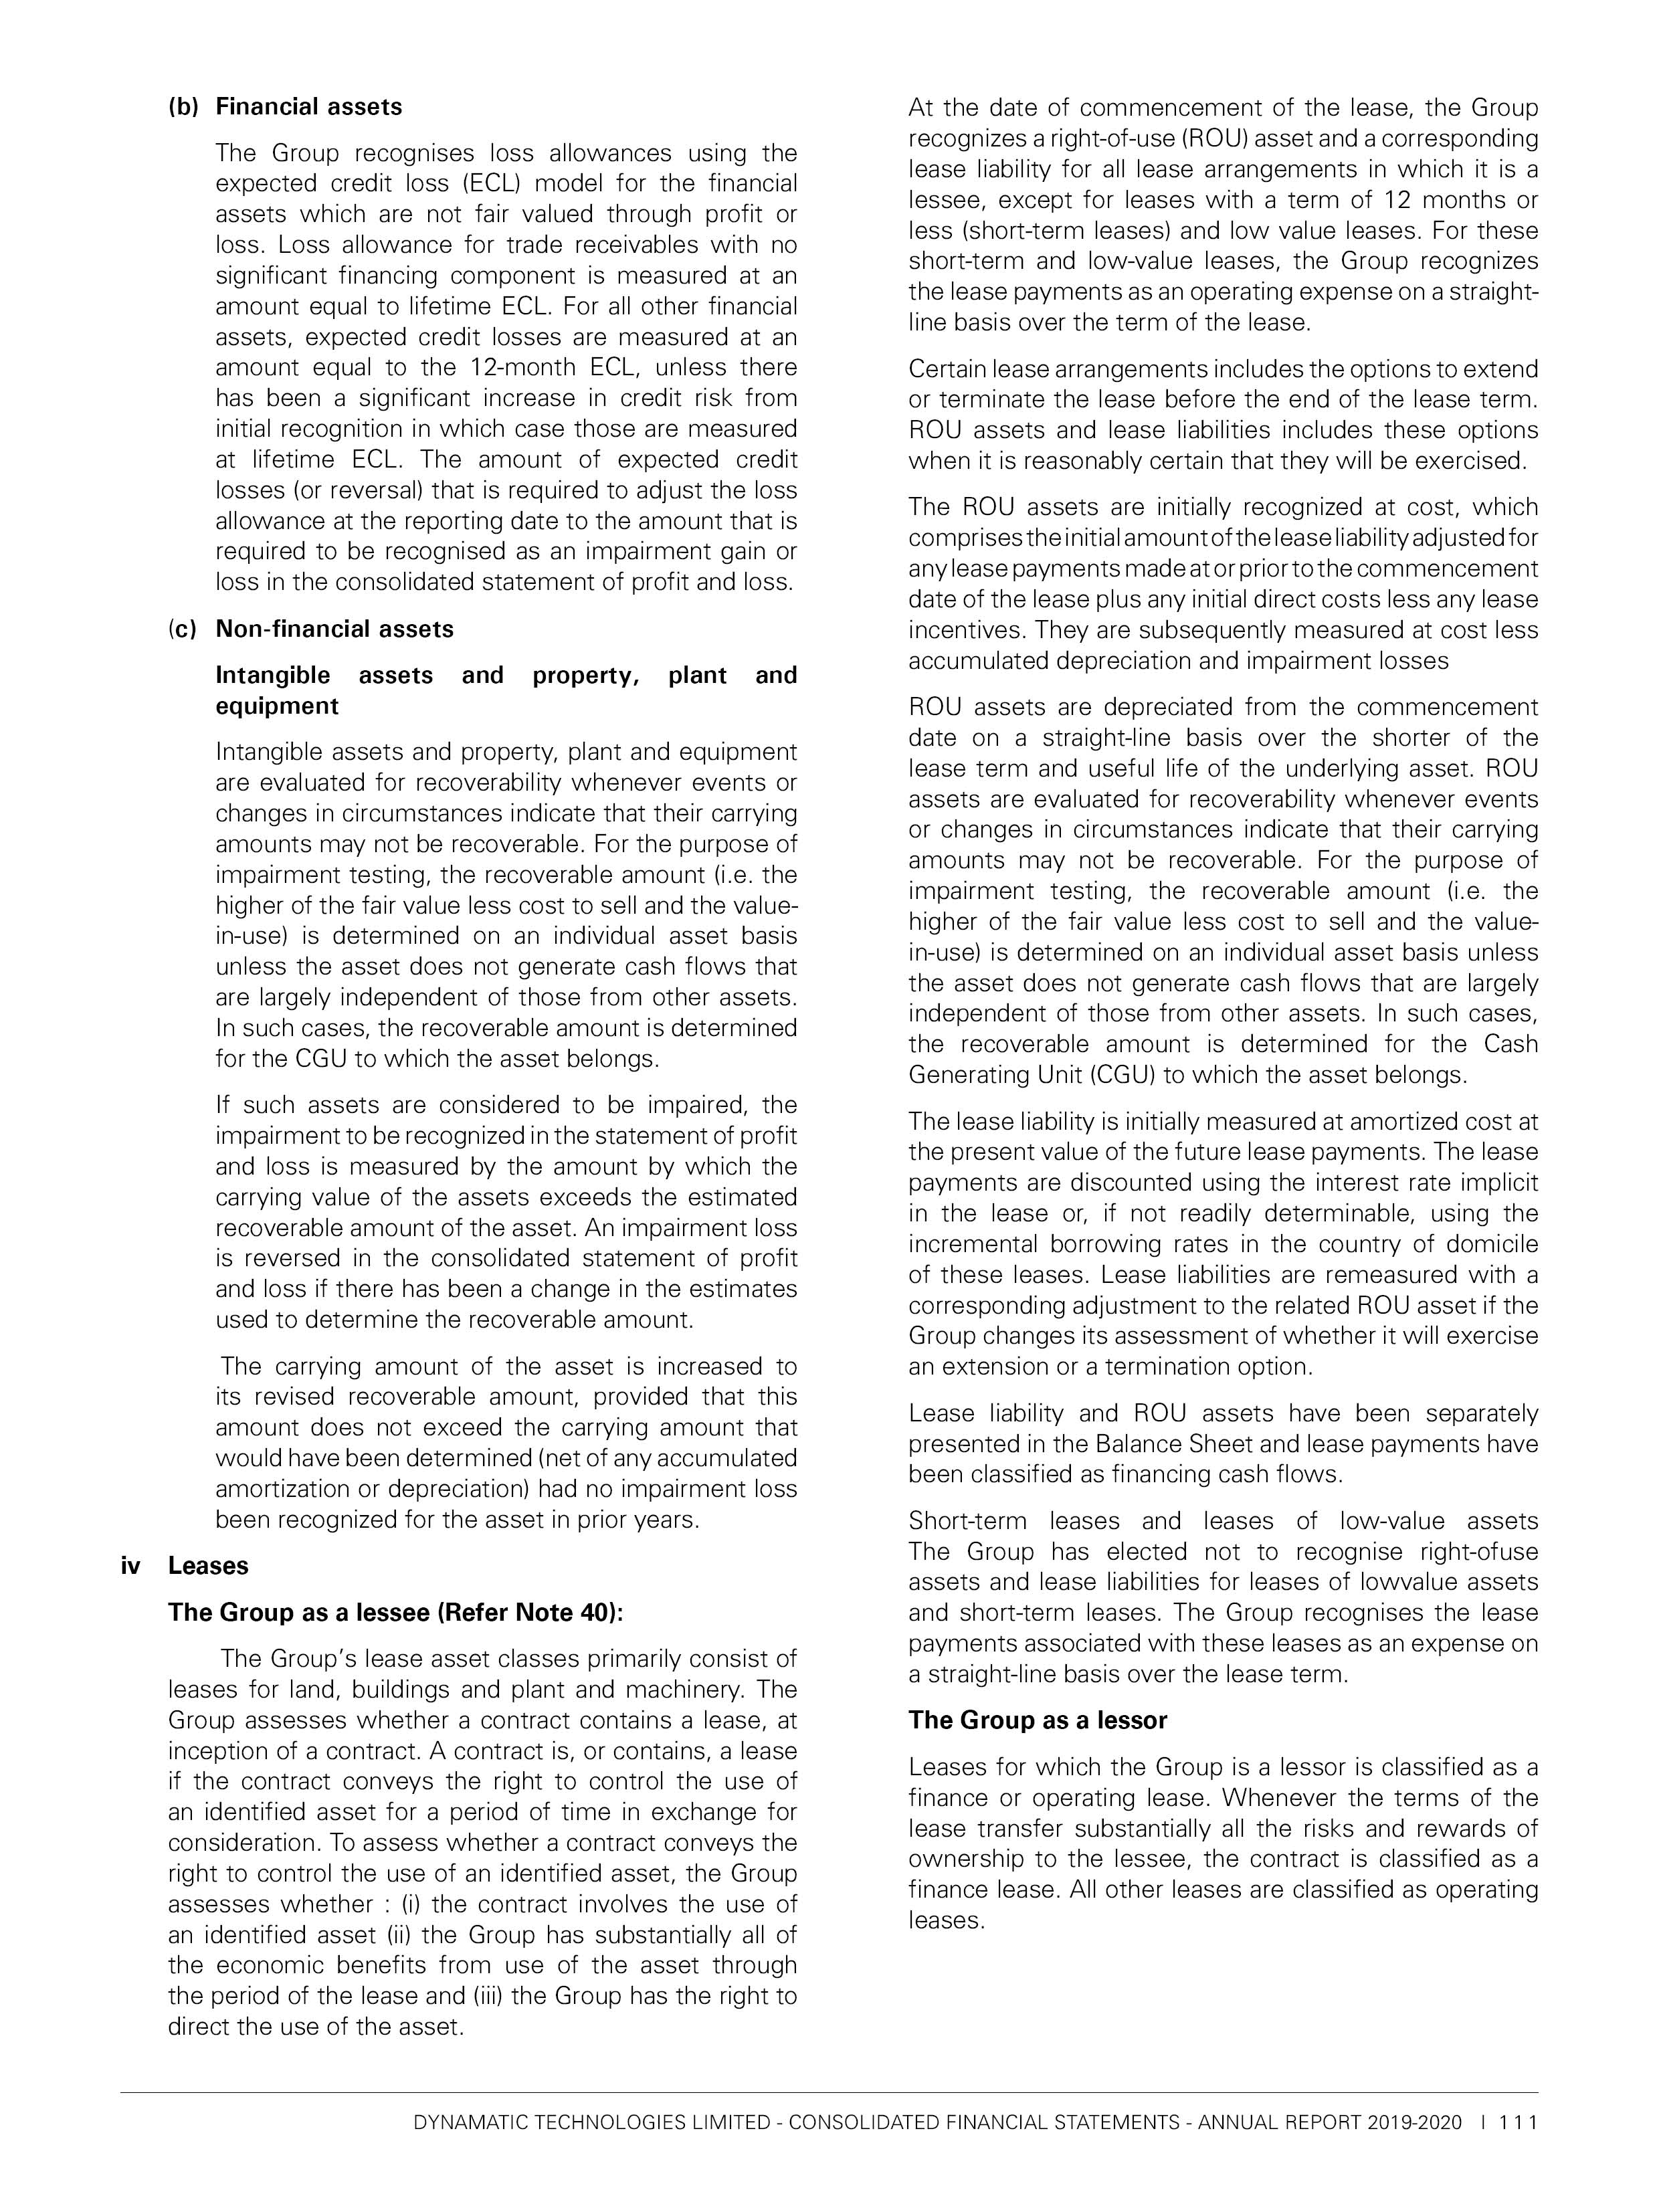 (b) Financial assets
The Group recognises loss allowances using the
expected credit loss (ECL) model for the financial
assets which are not fair valued through profit or
loss. Loss allowance for trade receivables with no
significant financing component is measured at an
amount equal to lifetime ECL. For all other financial
assets, expected credit losses are measured at an
amount equal to the 12-month ECL, unless there
has been a significant increase in credit risk from
initial recognition in which case those are measured
at lifetime ECL. The amount of expected credit
losses (or reversal) that is required to adjust the loss
allowance at the reporting date to the amount that is
required to be recognised as an impairment gain or
loss in the consolidated statement of profit and loss.
(c) Non-financial assets
Intangible assets and property, plant and
equipment
Intangible assets and property, plant and equipment
are evaluated for recoverability whenever events or
changes in circumstances indicate that their carrying
amounts may not be recoverable. For the purpose of
impairment testing, the recoverable amount (i.e. the
higher of the fair value less cost to sell and the value-
in-use) is determined on an individual asset basis
unless the asset does not generate cash flows that
are largely independent of those from other assets.
In such cases, the recoverable amount is determined
for the CGU to which the asset belongs.
If such assets are considered to be impaired, the
impairment to be recognized in the statement of profit
and loss is measured by the amount by which the
carrying value of the assets exceeds the estimated
recoverable amount of the asset. An impairment loss
is reversed in the consolidated statement of profit
and loss if there has been a change in the estimates
used to determine the recoverable amount.
The carrying amount of the asset is increased to
its revised recoverable amount, provided that this
amount does not exceed the carrying amount that
would have been determined (net of any accumulated
amortization or depreciation) had no impairment loss
been recognized for the asset in prior years.
iv Leases
The Group as a lessee (Refer Note 40):
The Group's lease asset classes primarily consist of
leases for land, buildings and plant and machinery. The
Group assesses whether a contract contains a lease, at
inception of a contract. A contract is, or contains, a lease
if the contract conveys the right to control the use of
an identified asset for a period of time in exchange for
consideration. To assess whether a contract conveys the
right to control the use of an identified asset, the Group
assesses whether : (i) the contract involves the use of
an identified asset (ii) the Group has substantially all of
the economic benefits from use of the asset through
the period of the lease and (iii) the Group has the right to
direct the use of the asset.
At the date of commencement of the lease, the Group
recognizes a right-of-use (ROU) asset and a corresponding
lease liability for all lease arrangements in which it is a
lessee, except for leases with a term of 12 months or
less (short-term leases) and low value leases. For these
short-term and low-value leases, the Group recognizes
the lease payments as an operating expense on a straight-
line basis over the term of the lease.
Certain lease arrangements includes the options to extend
or terminate the lease before the end of the lease term.
ROU assets and lease liabilities includes these options
when it is reasonably certain that they will be exercised.
The ROU assets are initially recognized at cost, which
comprises the initial amount of the lease liability adjusted for
any lease payments made at or prior to the commencement
date of the lease plus any initial direct costs less any lease
incentives. They are subsequently measured at cost less
accumulated depreciation and impairment losses
ROU assets are depreciated from the commencement
date on a straight-line basis over the shorter of the
lease term and useful life of the underlying asset. ROU
assets are evaluated for recoverability whenever events
or changes in circumstances indicate that their carrying
amounts may not be recoverable. For the purpose of
impairment testing, the recoverable amount (i.e. the
higher of the fair value less cost to sell and the value-
in-use) is determined on an individual asset basis unless
the asset does not generate cash flows that are largely
independent of those from other assets. In such cases,
the recoverable amount is determined for the Cash
Generating Unit (CGU) to which the asset belongs.
The lease liability is initially measured at amortized cost at
the present value of the future lease payments. The lease
payments are discounted using the interest rate implicit
in the lease or, if not readily determinable, using the
incremental borrowing rates in the country of domicile
of these leases. Lease liabilities are remeasured with a
corresponding adjustment to the related ROU asset if the
Group changes its assessment of whether it will exercise
an extension or a termination option.
Lease liability and ROU assets have been separately
presented in the Balance Sheet and lease payments have
been classified as financing cash flows.
Short-term leases and leases of low-value assets
The Group has elected not to recognise right-ofuse
assets and lease liabilities for leases of lowvalue assets
and short-term leases. The Group recognises the lease
payments associated with these leases as an expense on
a straight-line basis over the lease term.
The Group as a lessor
Leases for which the Group is a lessor is classified as a
finance or operating lease. Whenever the terms of the
lease transfer substantially all the risks and rewards of
ownership to the lessee, the contract is classified as a
finance lease. All other leases are classified as operating
leases.
DYNAMATIC TECHNOLOGIES LIMITED - CONSOLIDATED FINANCIAL STATEMENTS - ANNUAL REPORT 2019-2020 | 111